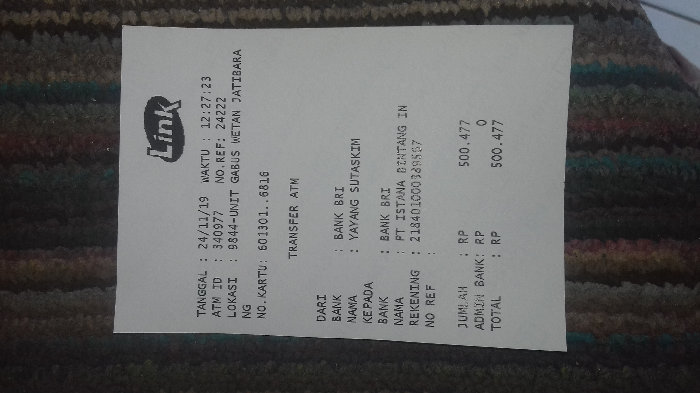 Link
TANGGAL : 24/11/19 WAKTU : 12:27:23
ATM ID : 340977 NO.REF: 24222
LOKASI : 9844-UNIT GABUS WETAN JATIBARA
NG
NO.KARTU: 601301..6816
TRANSFER ATM
DARI
BANK : BANK BRI
NAMA : YAYANG SUTASKIM
KEPADA
BANK : BANK BRI
NAMA : PT ISTANA BINTANG IN
REKENING :
NO REF :
JUMLAH : RP 500.477
ADMIN BANK: RP 0
TOTAL : RP 500.477